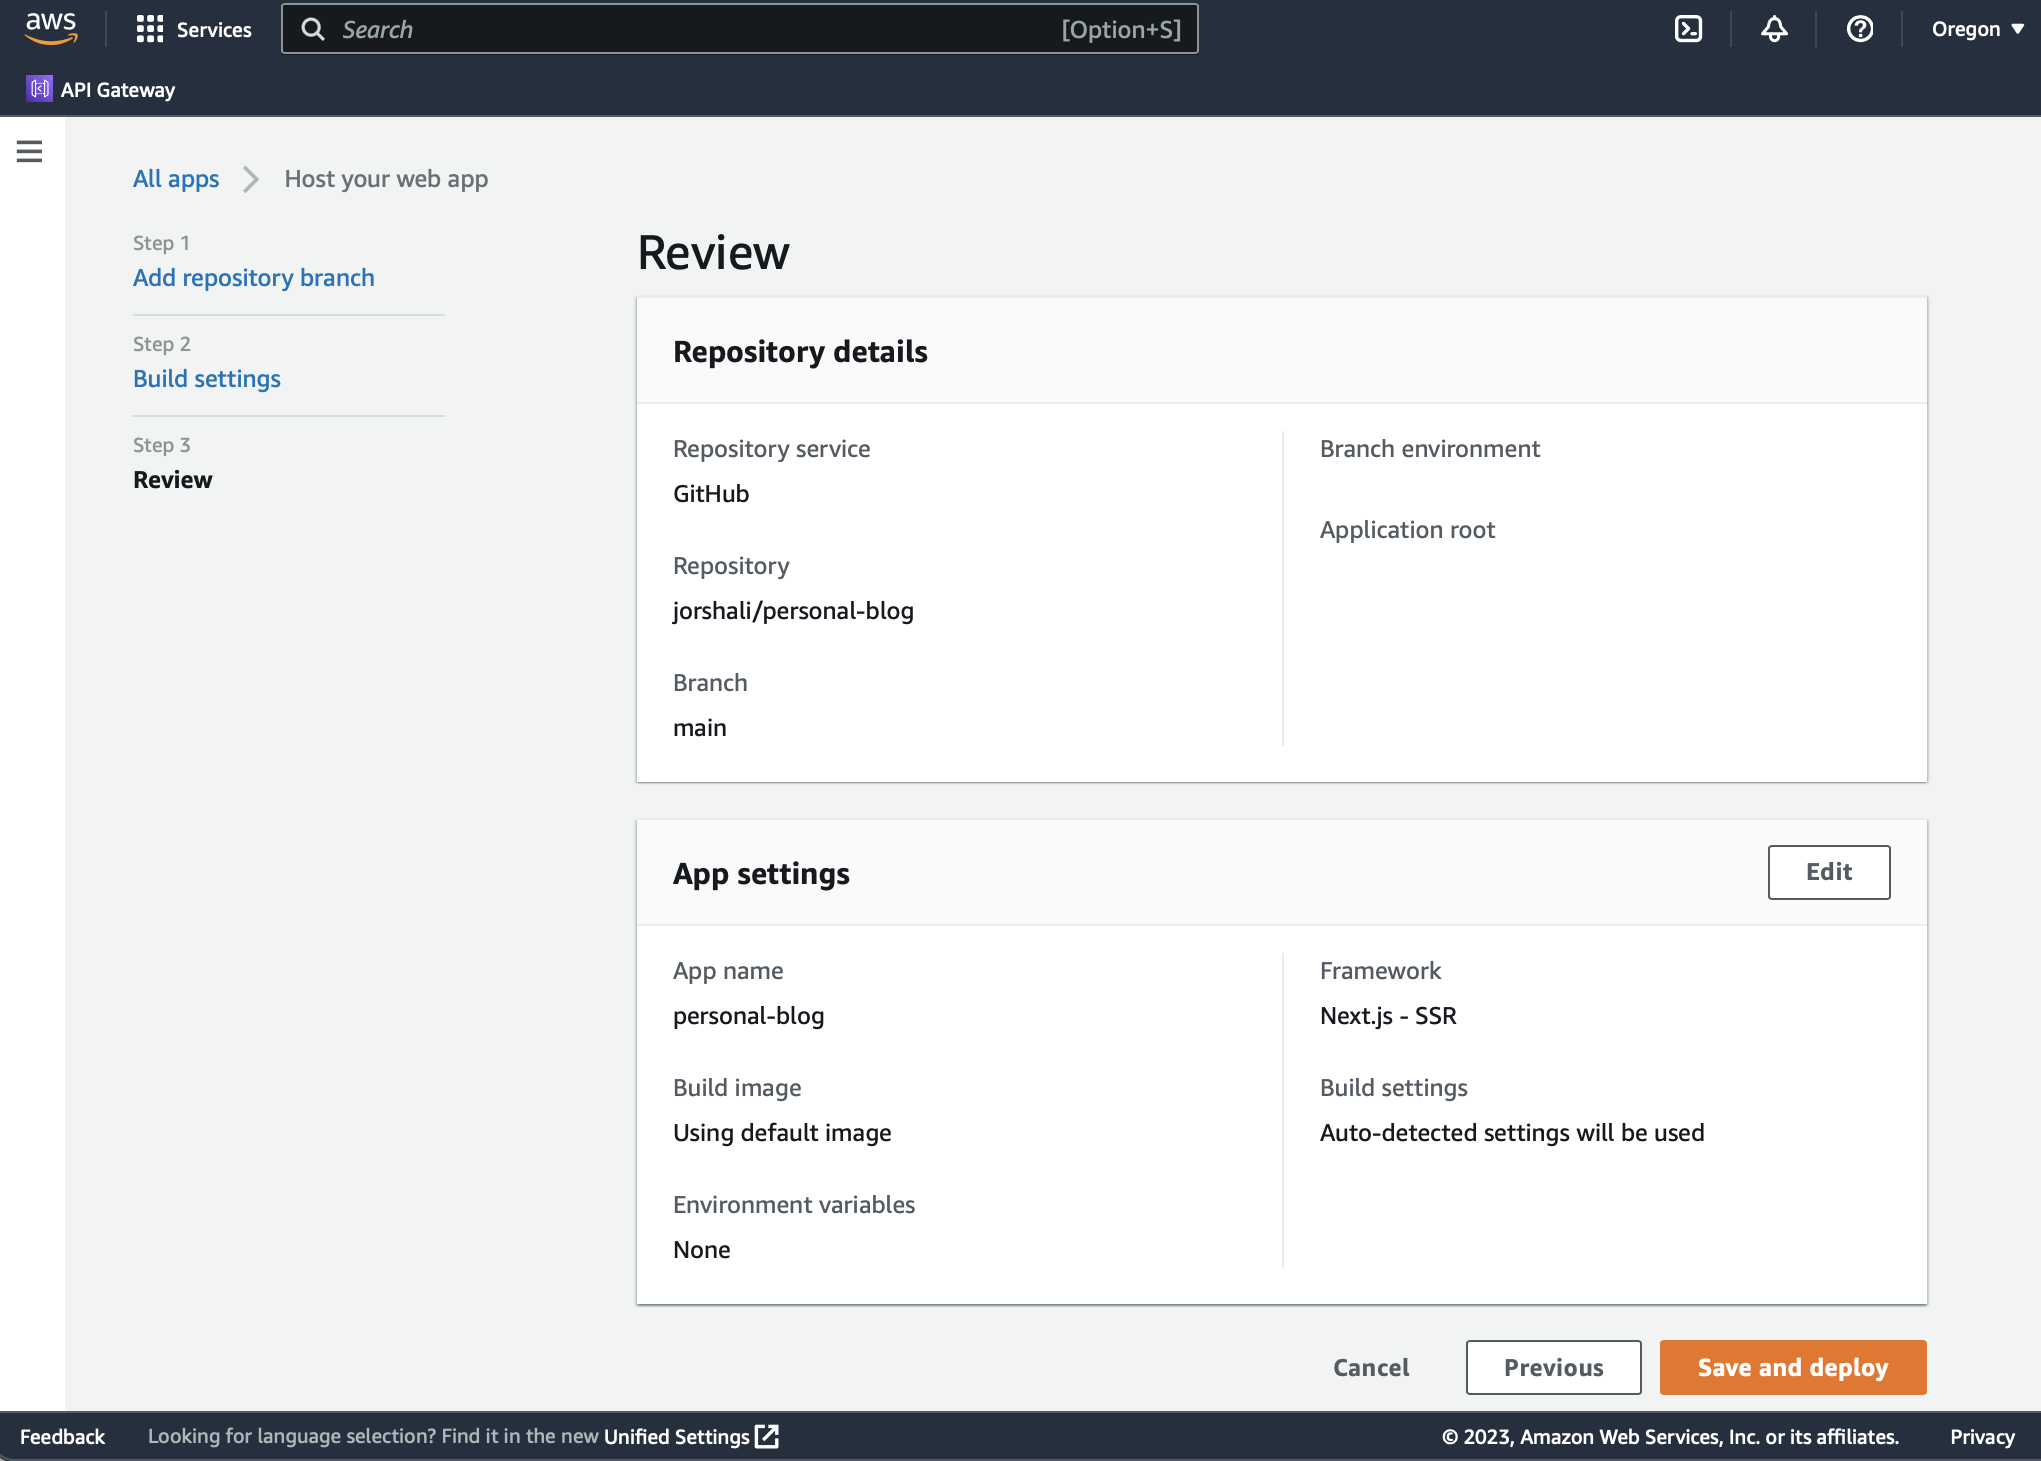 aws
Services
Search
[Option+S]
Oregon
API Gateway
All apps
Host your web app
Step 1
Add repository branch
Step 2
Build settings
Step 3
Review
Review
Repository details
Repository service
GitHub
Repository
jorshali/personal-blog
Branch
main
Branch environment
Application root
App settings
Edit
App name
personal-blog
Build image
Using default image
Environment variables
None
Framework
Next.js - SSR
Build settings
Auto-detected settings will be used
Cancel
Previous
Save and deploy
Feedback
Looking for language selection? Find it in the new Unified Settings
© 2023, Amazon Web Services, Inc. or its affiliates.
Privacy